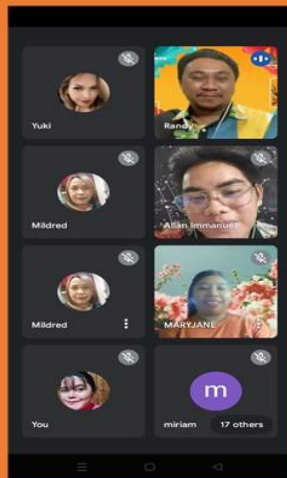 Yuki
Randy
Mildred
Allan Immanuel
Mildred
MARYJANE
You
m
miriam
17 others